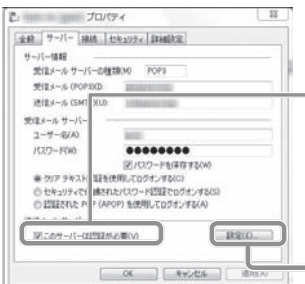 プロパティ
全般 サーバー 接続 セキュリティ 詳細設定
サーバー情報
受信メール サーバーの種類(M) POP3
受信メール (POP3)(I):
送信メール (SMT
)(U):
受信メール サーバー
ユーザー名(A):
パスワード(W): ●●●●●●●●
パスワードを保存する(W)
クリア テキスト認証を使用してログオンする(C)
セキュリティで
護されたパスワード認証でログオンする(S)
認証された PO
P (APOP) を使用してログオンする(K)
このサーバーは認証が必要(V) 設定(E)...
OK キャンセル 適用(A)